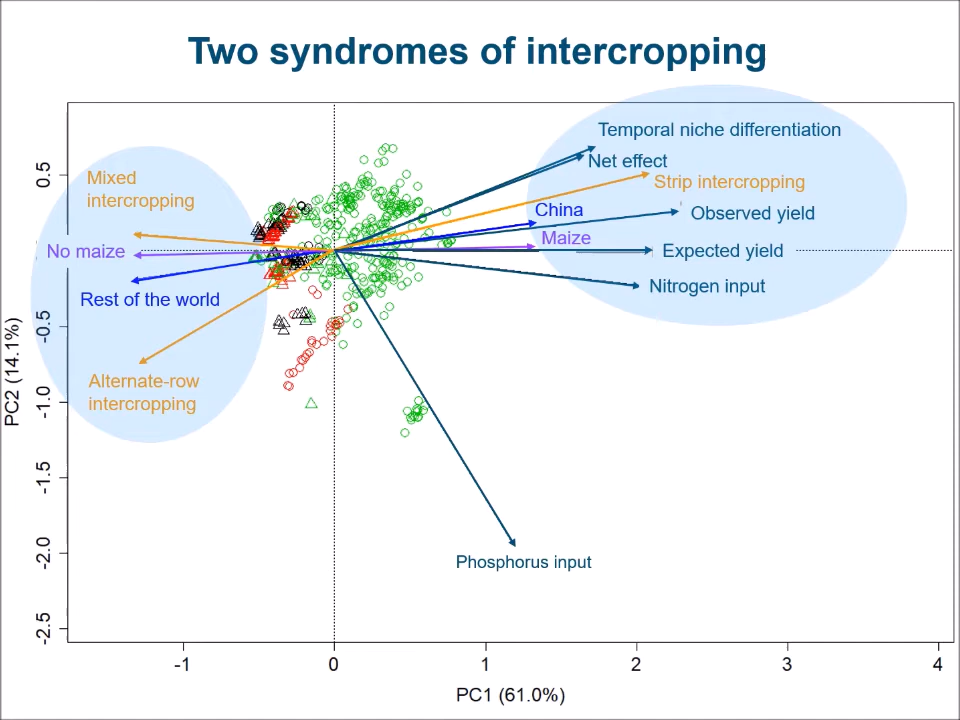 Two syndromes of intercropping
Temporal niche differentiation
Net effect
Strip intercropping
China
Observed yield
Maize
Expected yield
Nitrogen input
Mixed
intercropping
No maize
Rest of the world
Alternate-row
intercropping
Phosphorus input
0.5
-0.5
-1.0
-1.5
-2.0
-2.5
PC2 (14.1%)
-1 0 1 2 3 4
PC1 (61.0%)